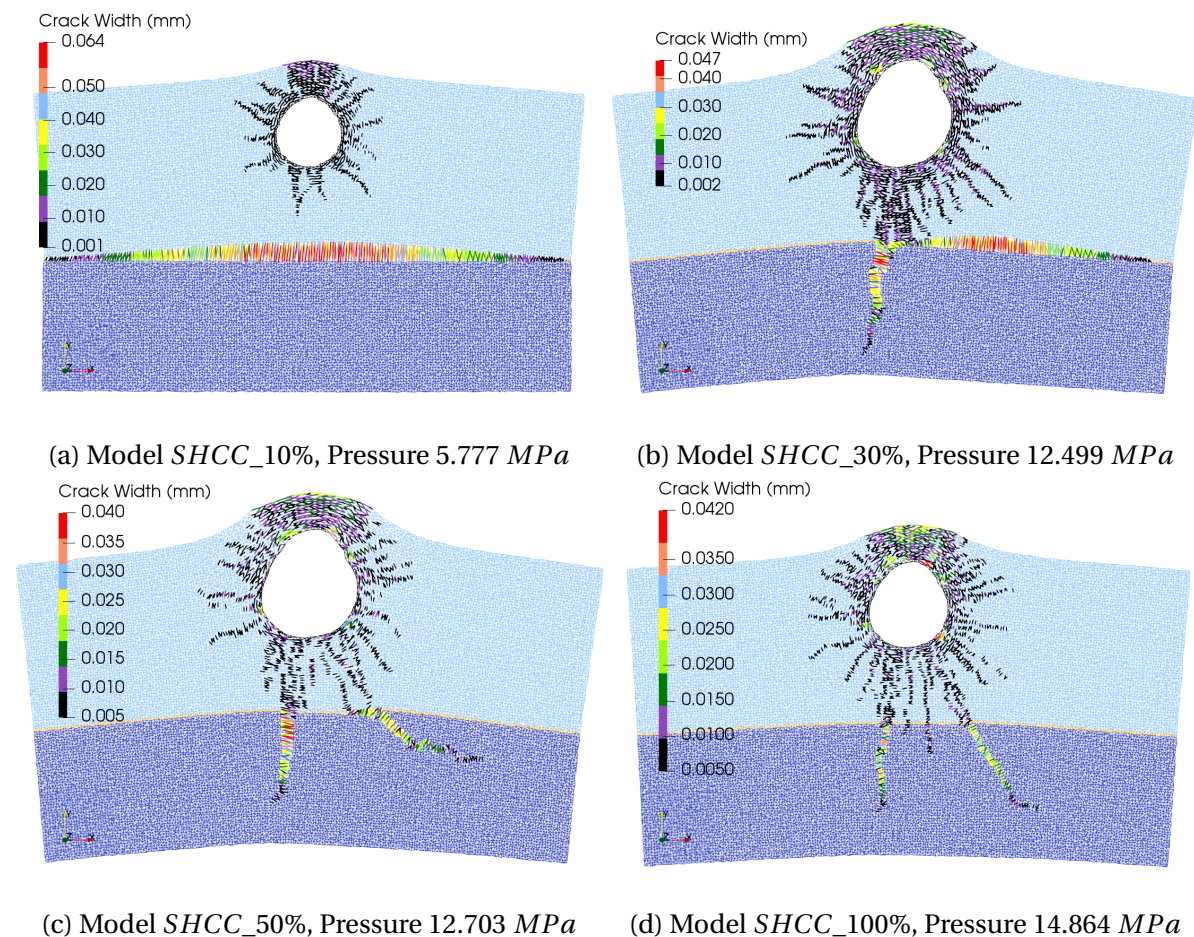 Crack Width (mm)
0.064
0.050
0.040
0.030
0.020
0.010
0.001
y
Z x
(a) Model SHCC_10%, Pressure 5.777 MPa
Crack Width (mm)
0.047
0.040
0.030
0.020
0.010
0.002
y
Z x
(b) Model SHCC_30%, Pressure 12.499 MPa
Crack Width (mm)
0.040
0.035
0.030
0.025
0.020
0.015
0.010
0.005
y
Z x
(c) Model SHCC_50%, Pressure 12.703 MPa
Crack Width (mm)
0.0420
0.0350
0.0300
0.0250
0.0200
0.0150
0.0100
0.0050
y
Z x
(d) Model SHCC_100%, Pressure 14.864 MPa